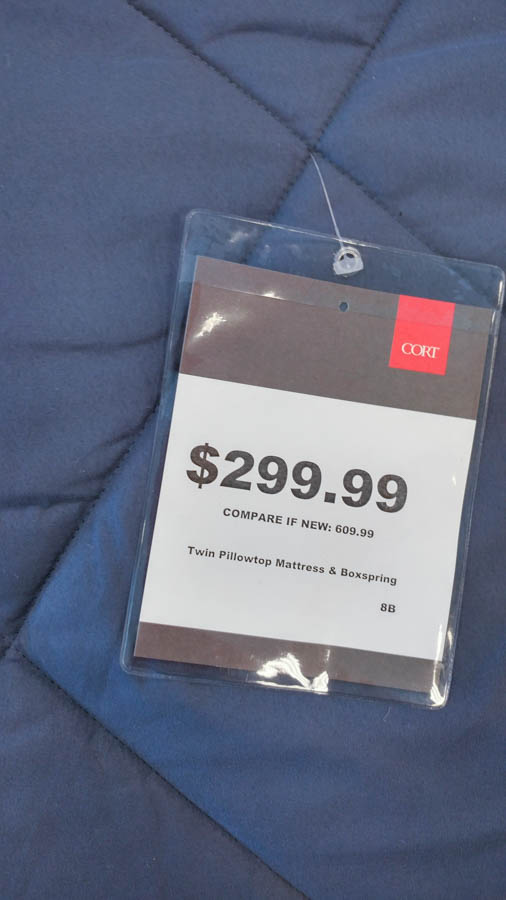 CORT
$299.99
COMPARE IF NEW: 609.99
Twin Pillowtop Mattress & Boxspring
8B